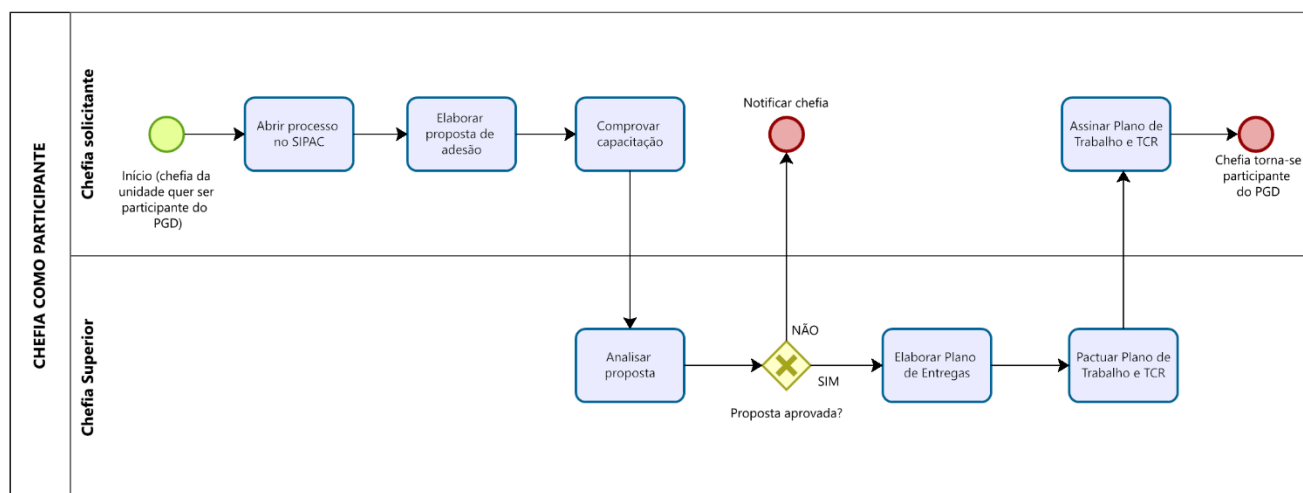 CHEFIA COMO PARTICIPANTE
Chefia solicitante
Início (chefia da
unidade quer ser
participante do
PGD)
Abrir processo
no SIPAC
Elaborar
proposta de
adesão
Comprovar
capacitação
Notificar chefia
Assinar Plano de
Trabalho e TCR
Chefia torna-se
participante
do PGD
Chefia Superior
Analisar
proposta
NÃO
SIM
Proposta aprovada?
Elaborar Plano
de Entregas
Pactuar Plano de
Trabalho e TCR